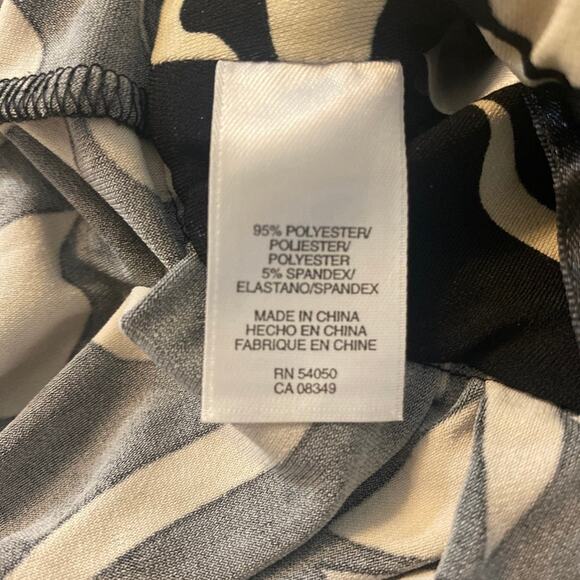 95% POLYESTER/
POLIESTER/
POLYESTER
5% SPANDEX/
ELASTANO/SPANDEX
MADE IN CHINA
HECHO EN CHINA
FABRIQUE EN CHINE
RN 54050
CA 08349